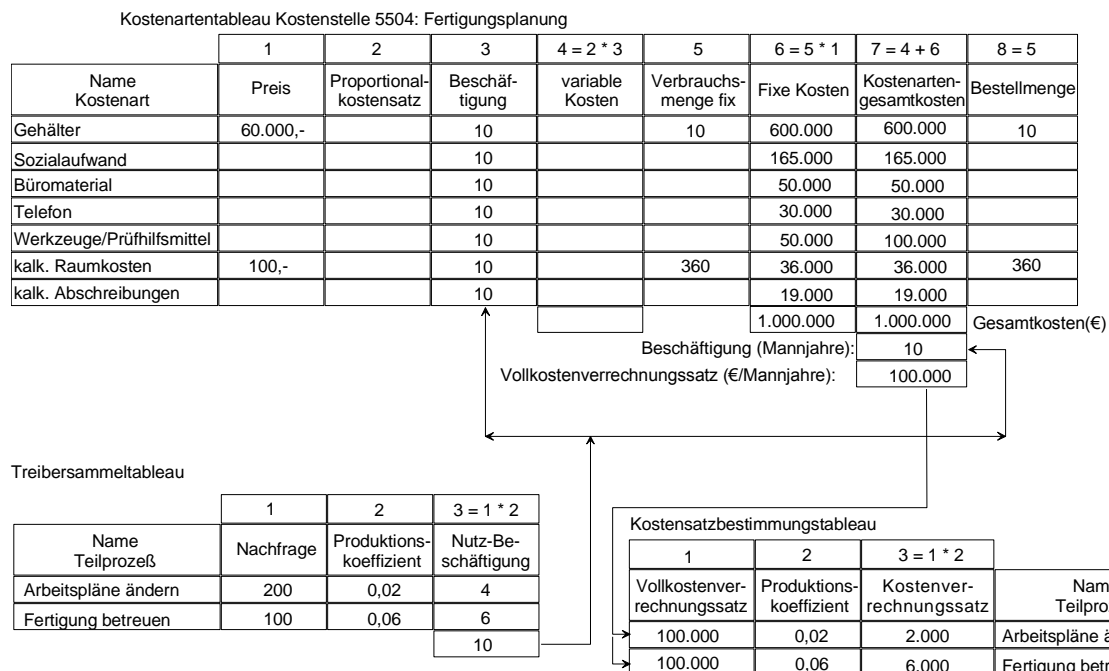 Kostenartentableau Kostenstelle 5504: Fertigungsplanung
1 2 3 4 = 2 * 3 5 6 = 5 * 1 7 = 4 + 6 8 = 5
Name Kostenart Preis Proportional-kostensatz Beschäf-tigung variable Kosten Verbrauchs-menge fix Fixe Kosten Kostenarten-gesamtkosten Bestellmenge
Gehälter 60.000,- 10 10 600.000 600.000 10
Sozialaufwand 10 165.000 165.000
Büromaterial 10 50.000 50.000
Telefon 10 30.000 30.000
Werkzeuge/Prüfhilfsmittel 10 50.000 100.000
kalk. Raumkosten 100,- 10 360 36.000 36.000 360
kalk. Abschreibungen 10 19.000 19.000
1.000.000 1.000.000 Gesamtkosten(€)
Beschäftigung (Mannjahre): 10
Vollkostenverrechnungssatz (€/Mannjahre): 100.000
Treibersammeltableau
1 2 3 = 1 * 2
Name Teilprozeß Nachfrage Produktions-koeffizient Nutz-Be-schäftigung
Arbeitspläne ändern 200 0,02 4
Fertigung betreuen 100 0,06 6
10
Kostensatzbestimmungstableau
1 2 3 = 1 * 2
Vollkostenver-rechnungssatz Produktions-koeffizient Kostenver-rechnungssatz
100.000 0,02 2.000 Arbeitspläne
100.000 0,06 6.000 Fertigung